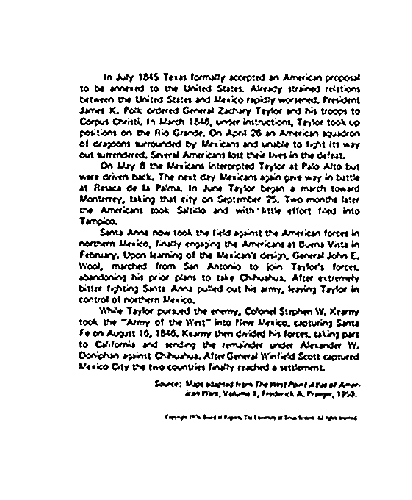 In July 1845 Texas formally accepted an American proposal
to be annexed to the United States. Already strained relations
between the United States and Mexico rapidly worsened. President
James K. Polk ordered General Zachary Taylor and his troops to
Corpus Christi. In March 1846, under instructions, Taylor took up
positions on the Rio Grande. On April 26 an American squadron
of dragoons surrounded by Mexicans and unable to fight its way
out surrendered. Several Americans lost their lives in the defeat.
On May 8 the Mexicans intercepted Taylor at Palo Alto but
were driven back. The next day Mexicans again gave way in battle
at Resaca de la Palma. In June Taylor began a march toward
Monterrey, taking that city on September 25. Two months later
the Americans took Saltillo and with little effort filed into
Tampico.
Santa Anna now took the field against the American forces in
northern Mexico, finally engaging the Americans at Buena Vista in
February. Upon learning of the Mexican's design, General John E.
Wool, marched from San Antonio to join Taylor's forces,
abandoning his prior plans to take Chihuahua. After extremely
bitter fighting Santa Anna pulled out his army, leaving Taylor in
control of northern Mexico.
While Taylor pursued the enemy, Colonel Stephen W. Kearny
took the "Army of the West" into New Mexico, capturing Santa
Fe on August 16, 1846. Kearny then divided his forces, taking part
to California and sending the remainder under Alexander W.
Doniphan against Chihuahua. After General Winfield Scott captured
Mexico City the two countries finally reached a settlement.
Source: Maps adapted from The West Point Atlas of Amer-
ican Wars, Volume I, Frederick A. Praeger, 1959.
Copyright 1976 Board of Regents, The University of Texas System. All rights reserved.